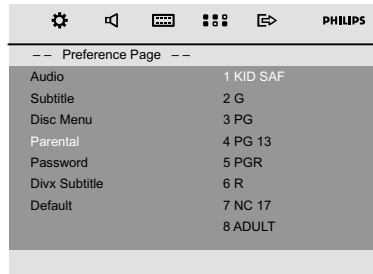 PHILIPS
-- Preference Page --
Audio 1 KID SAF
Subtitle 2 G
Disc Menu 3 PG
Parental 4 PG 13
Password 5 PGR
Divx Subtitle 6 R
Default 7 NC 17
8 ADULT